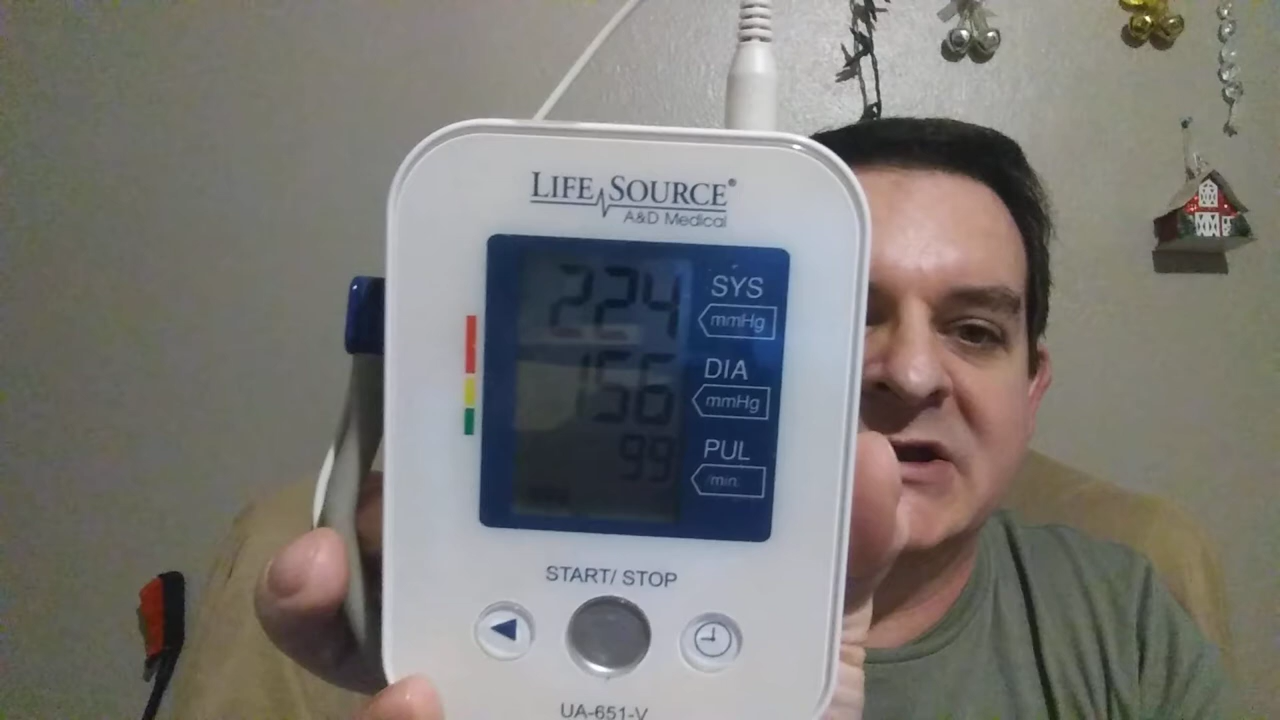 LIFE SOURCE®
A&D Medical
224 SYS
mmHg
156 DIA
mmHg
99 PUL
/min.
START/ STOP
UA-651-V